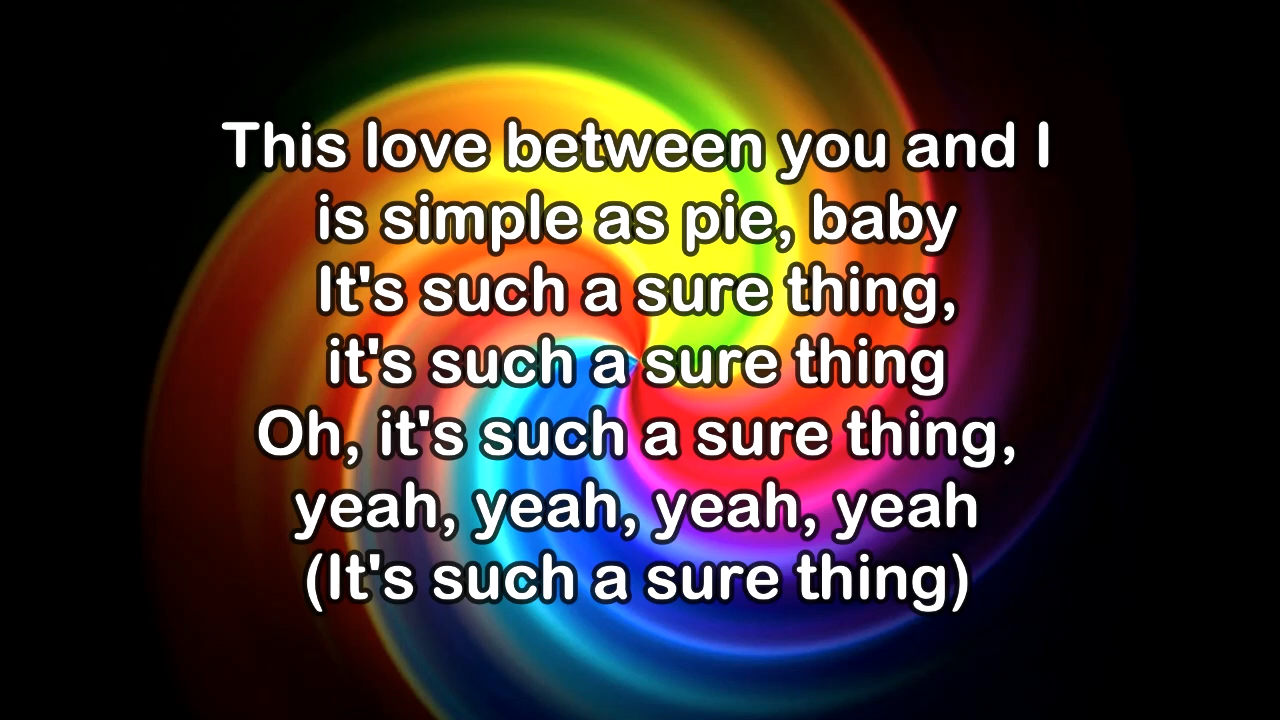 This love between you and I
is simple as pie, baby
It's such a sure thing,
it's such a sure thing
Oh, it's such a sure thing,
yeah, yeah, yeah, yeah
(It's such a sure thing)